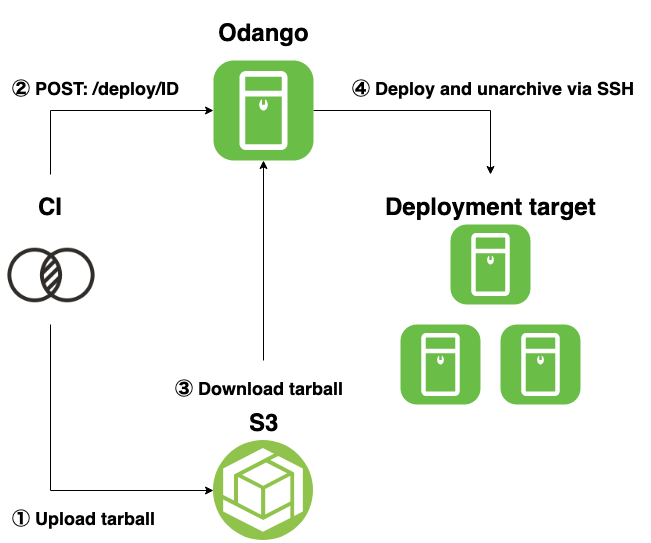 Odango
② POST: /deploy/ID
④ Deploy and unarchive via SSH
CI
Deployment target
③ Download tarball
S3
① Upload tarball